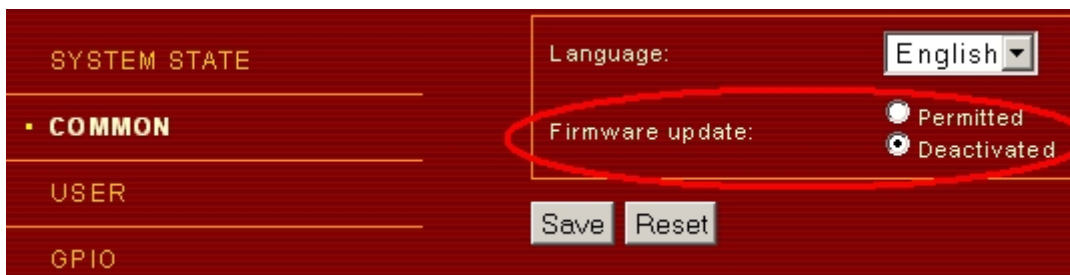 SYSTEM STATE
COMMON
USER
GPIO
Language:
English
Firmware update:
Permitted
Deactivated
Save Reset